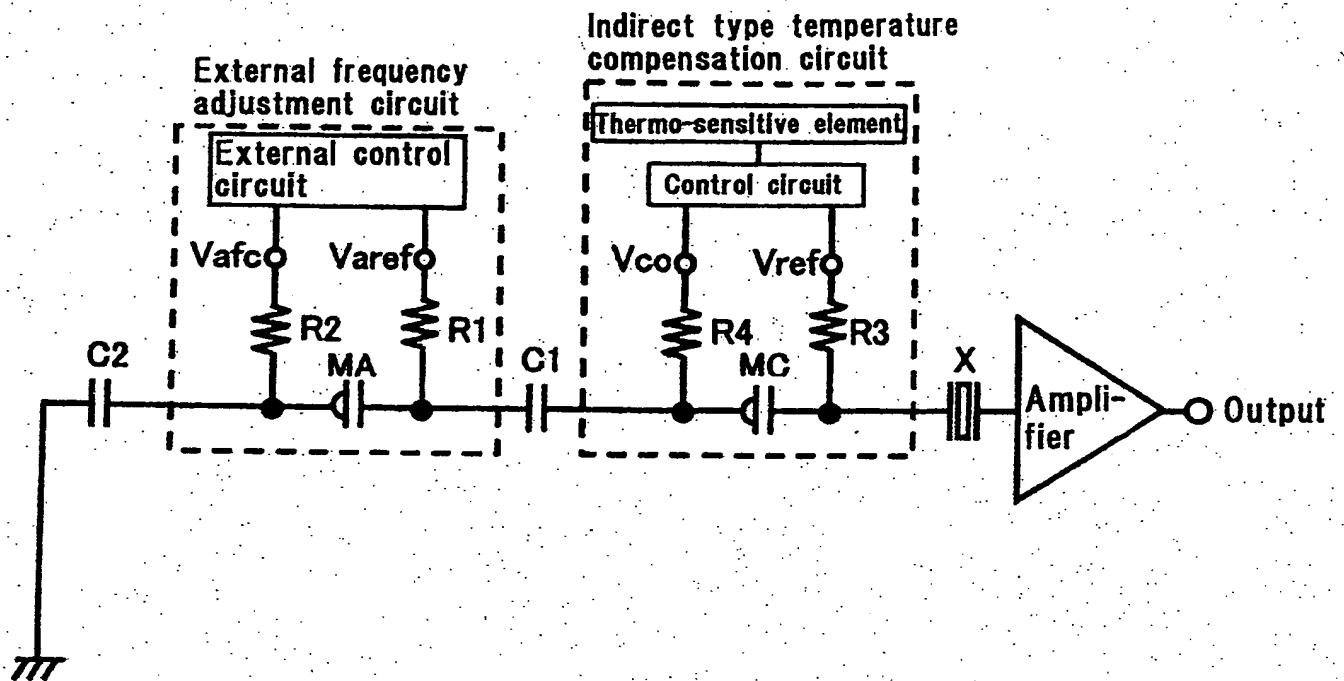 Indirect type temperature
compensation circuit
External frequency
adjustment circuit
Thermo-sensitive element
External control
circuit
Control circuit
Vafc
Varef
Vco
Vref
R2
R1
R4
R3
C2
MA
C1
MC
X
Ampli-
fier
Output